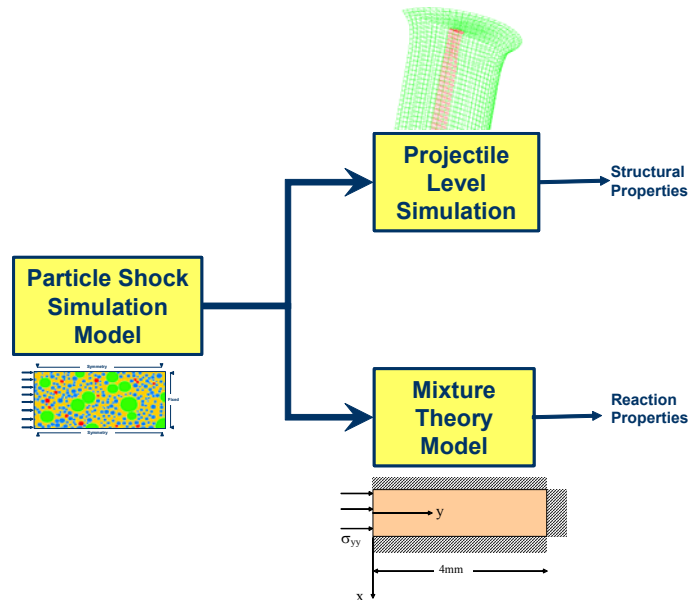 Projectile
Level
Simulation
Structural
Properties
Particle Shock
Simulation
Model
Symmetry
Fixed
Symmetry
Mixture
Theory
Model
Reaction
Properties
y
σyy
4mm
x